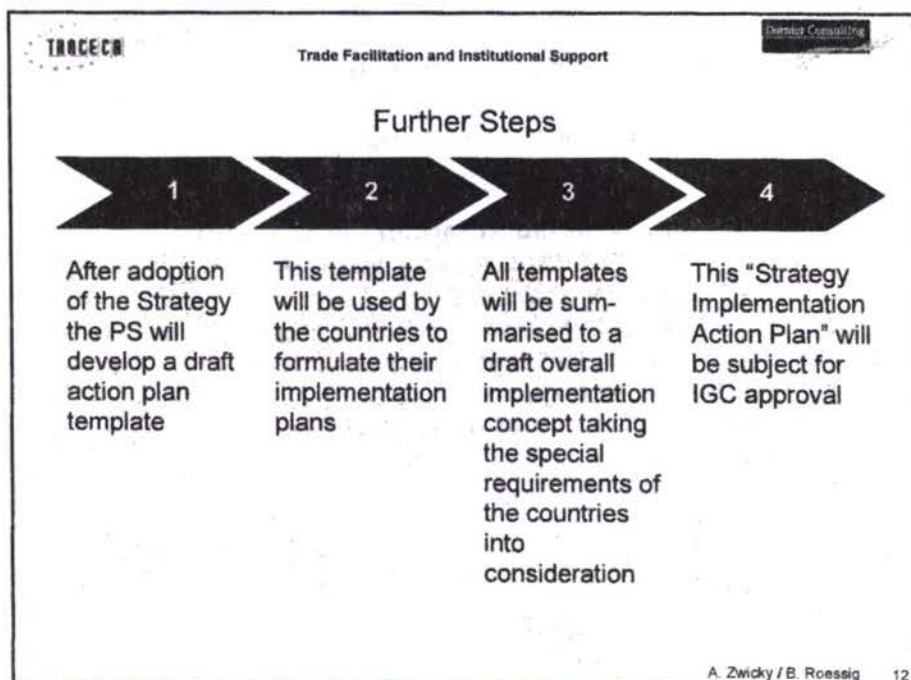 TRACECA
Dornier Consulting
Trade Facilitation and Institutional Support
Further Steps
1
2
3
4
After adoption
of the Strategy
the PS will
develop a draft
action plan
template
This template
will be used by
the countries to
formulate their
implementation
plans
All templates
will be sum-
marised to a
draft overall
implementation
concept taking
the special
requirements of
the countries
into
consideration
This "Strategy
Implementation
Action Plan" will
be subject for
IGC approval
A. Zwicky / B. Roessig 12